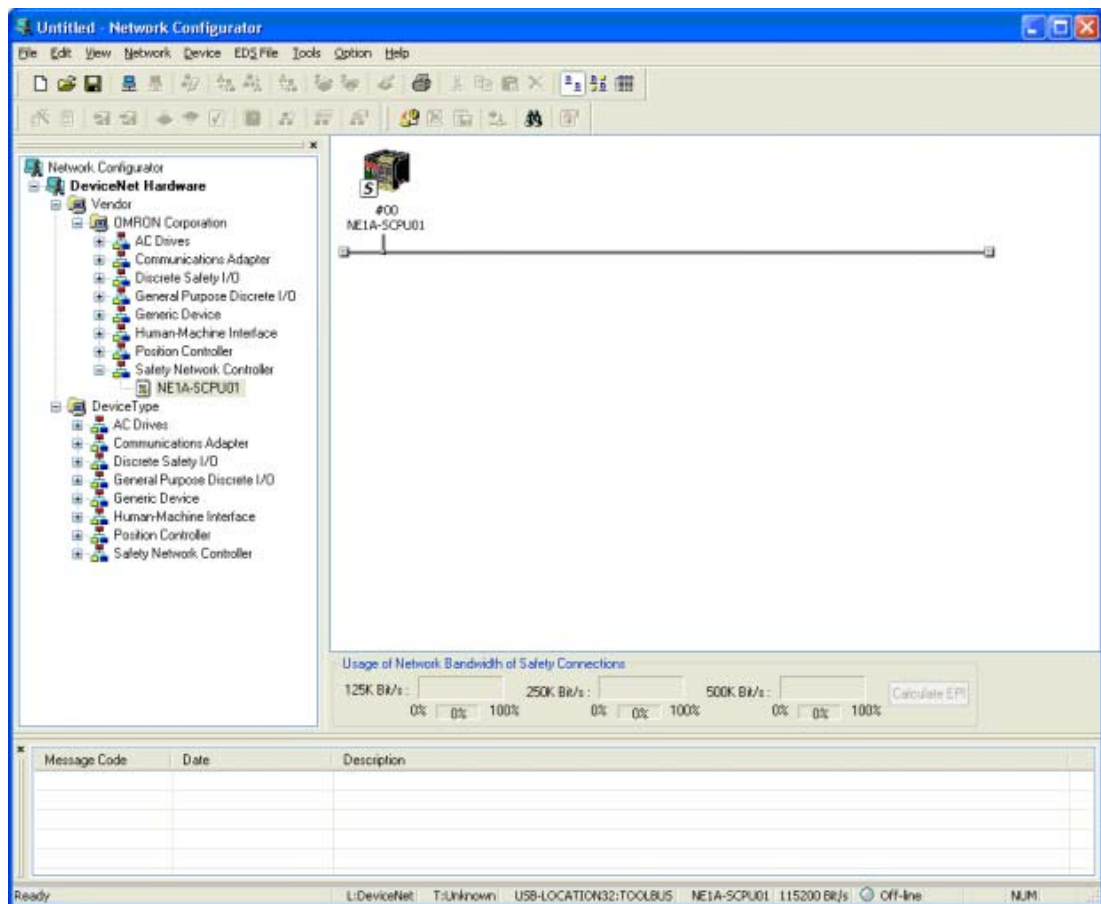 Untitled - Network Configurator
File Edit View Network Device EDS File Tools Option Help
Network Configurator
DeviceNet Hardware
Vendor
OMRON Corporation
AC Drives
Communications Adapter
Discrete Safety I/O
General Purpose Discrete I/O
Generic Device
Human-Machine Interface
Position Controller
Safety Network Controller
NE1A-SCPU01
DeviceType
AC Drives
Communications Adapter
Discrete Safety I/O
General Purpose Discrete I/O
Generic Device
Human-Machine Interface
Position Controller
Safety Network Controller
S
#00
NE1A-SCPU01
Usage of Network Bandwidth of Safety Connections
125K Bit/s : 250K Bit/s : 500K Bit/s : Calculate EPI
0% 0% 100% 0% 0% 100% 0% 0% 100%
Message Code Date Description
Ready L:DeviceNet T:Unknown USB-LOCATION32:TOOLBUS NE1A-SCPU01 115200 Bit/s Off-line NUM